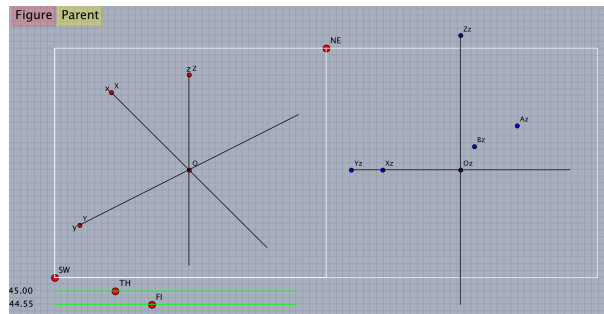 Figure Parent
Zz
NE
z Z
x X
Az
Bz
O
Yz Xz Oz
y Y
SW
TH
45.00
FI
44.55